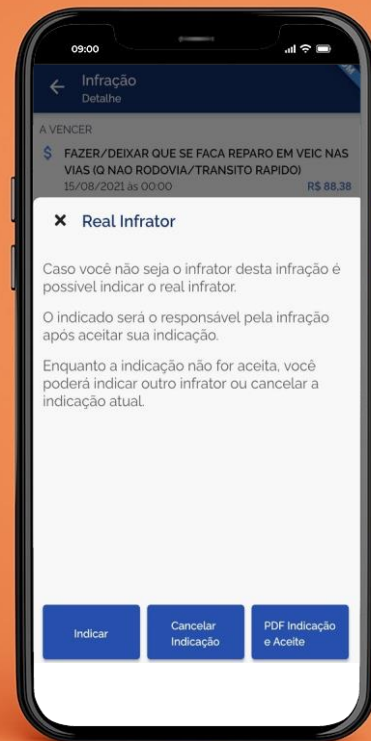 09:00
Infração
Detalhe
A VENCER
$ FAZER/DEIXAR QUE SE FACA REPARO EM VEIC NAS
VIAS (Q NAO RODOVIA/TRANSITO RAPIDO)
15/08/2021 às 00:00 R$ 88,38
Real Infrator
Caso você não seja o infrator desta infração é
possível indicar o real infrator.
O indicado será o responsável pela infração
após aceitar sua indicação.
Enquanto a indicação não for aceita, você
poderá indicar outro infrator ou cancelar a
indicação atual.
Indicar
Cancelar
Indicação
PDF Indicação
e Aceite